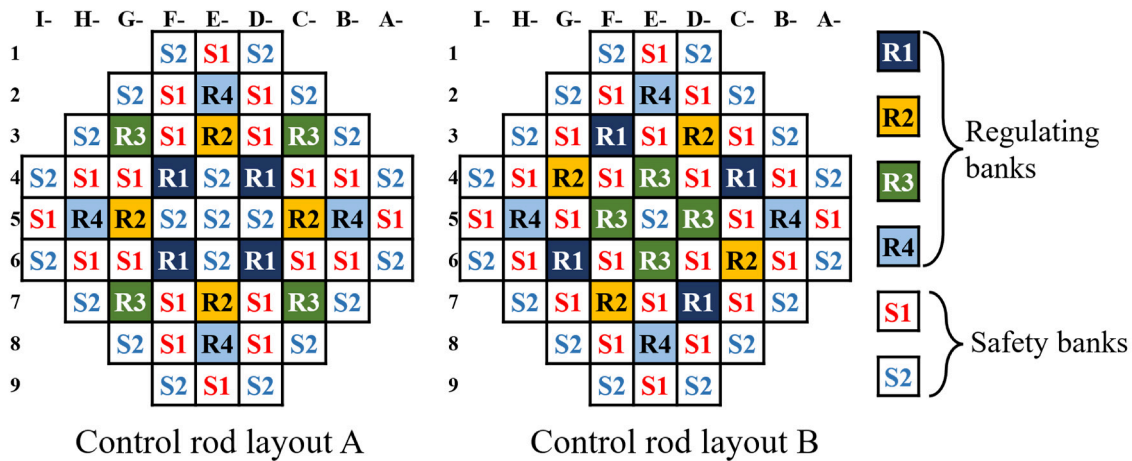 I- H- G- F- E- D- C- B- A-
1 S2 S1 S2
2 S2 S1 R4 S1 S2
3 S2 R3 S1 R2 S1 R3 S2
4 S2 S1 S1 R1 S2 R1 S1 S1 S2
5 S1 R4 R2 S2 S2 S2 R2 R4 S1
6 S2 S1 S1 R1 S2 R1 S1 S1 S2
7 S2 R3 S1 R2 S1 R3 S2
8 S2 S1 R4 S1 S2
9 S2 S1 S2
Control rod layout A
I- H- G- F- E- D- C- B- A-
1 S2 S1 S2
2 S2 S1 R4 S1 S2
3 S2 S1 R1 S1 R2 S1 S2
4 S2 S1 R2 S1 R3 S1 R1 S1 S2
5 S1 R4 S1 R3 S2 R3 S1 R4 S1
6 S2 S1 R1 S1 R3 S1 R2 S1 S2
7 S2 S1 R2 S1 R1 S1 S2
8 S2 S1 R4 S1 S2
9 S2 S1 S2
Control rod layout B
R1
R2
R3
R4
Regulating
banks
S1
S2
Safety banks